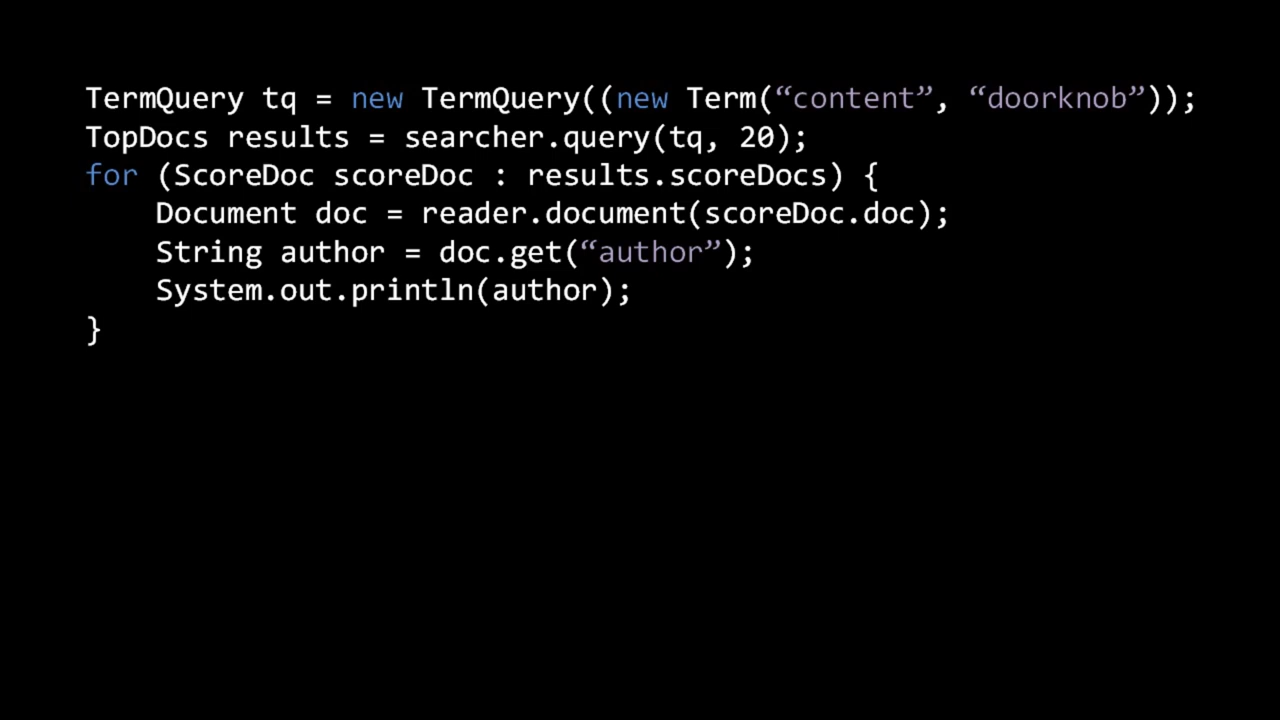 TermQuery tq = new TermQuery((new Term(“content”, “doorknob”));
TopDocs results = searcher.query(tq, 20);
for (ScoreDoc scoreDoc : results.scoreDocs) {
    Document doc = reader.document(scoreDoc.doc);
    String author = doc.get(“author”);
    System.out.println(author);
}